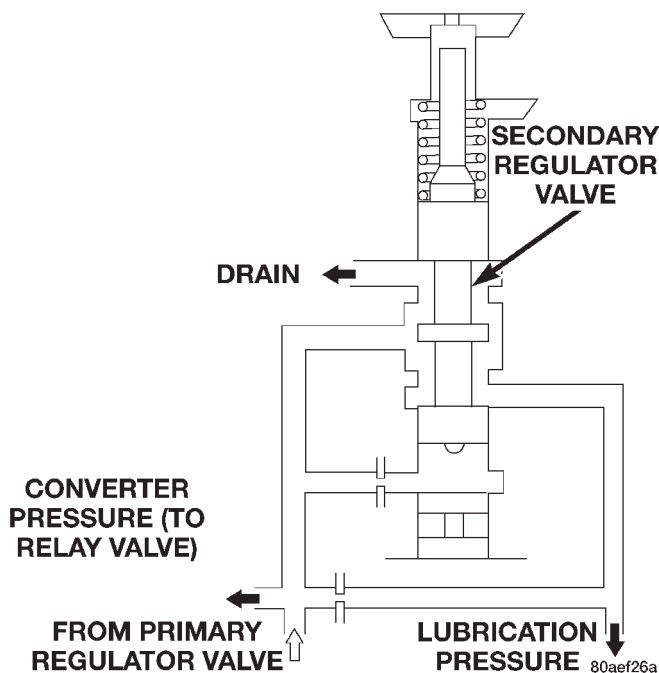 SECONDARY
REGULATOR
VALVE
DRAIN
CONVERTER
PRESSURE (TO
RELAY VALVE)
FROM PRIMARY
REGULATOR VALVE
LUBRICATION
PRESSURE
80aef26a